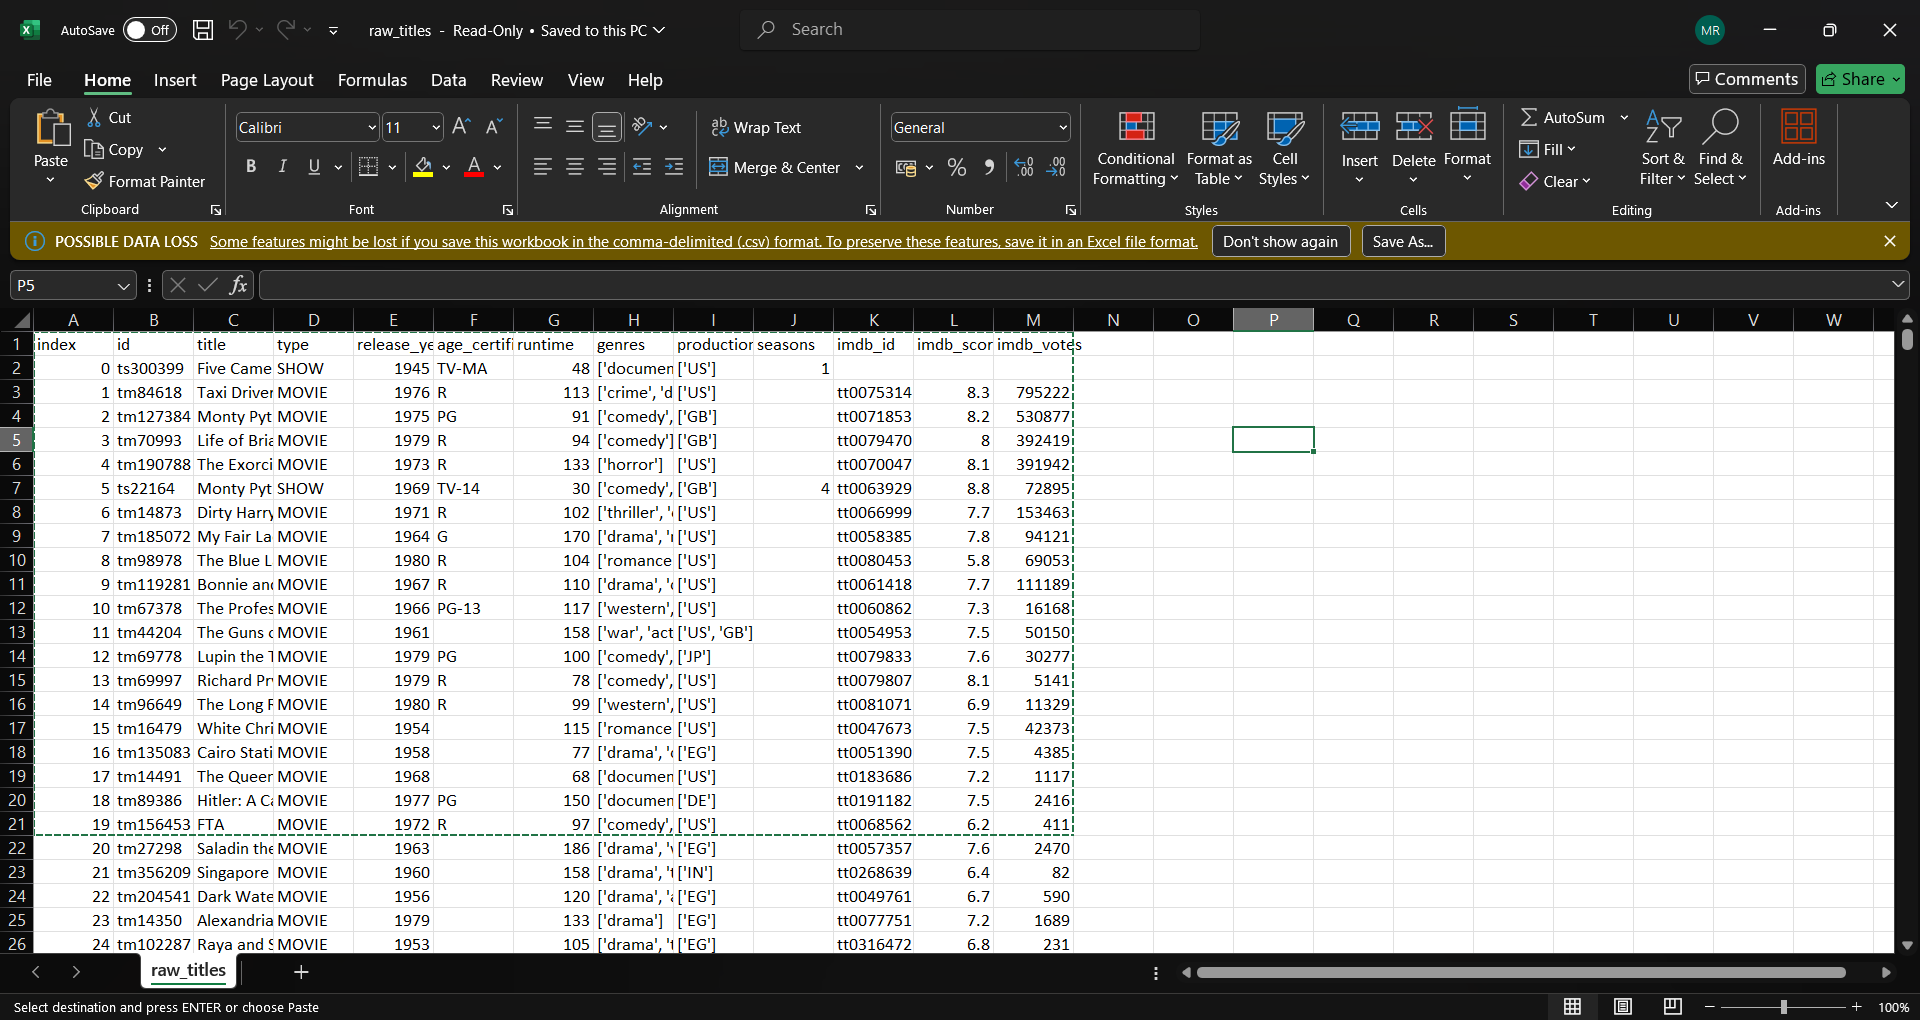 AutoSave Off raw_titles - Read-Only • Saved to this PC Search MR
File Home Insert Page Layout Formulas Data Review View Help Comments Share
Paste Cut Copy Format Painter Clipboard
Calibri 11 B I U A Font
Wrap Text Merge & Center Alignment
General % Number
Conditional Formatting Format as Table Cell Styles Styles
Insert Delete Format Cells
AutoSum Fill Clear Sort & Filter Find & Select Editing
Add-ins Add-ins
POSSIBLE DATA LOSS Some features might be lost if you save this workbook in the comma-delimited (.csv) format. To preserve these features, save it in an Excel file format. Don't show again Save As...
P5 fx
A B C D E F G H I J K L M N O P Q R S T U V W
1 index id title type release_ye age_certifi runtime genres production seasons imdb_id imdb_scor imdb_votes
2 0 ts300399 Five Came SHOW 1945 TV-MA 48 ['documen ['US'] 1
3 1 tm84618 Taxi Driver MOVIE 1976 R 113 ['crime', 'd ['US'] tt0075314 8.3 795222
4 2 tm127384 Monty Pyt MOVIE 1975 PG 91 ['comedy', ['GB'] tt0071853 8.2 530877
5 3 tm70993 Life of Bria MOVIE 1979 R 94 ['comedy'] ['GB'] tt0079470 8 392419
6 4 tm190788 The Exorci MOVIE 1973 R 133 ['horror'] ['US'] tt0070047 8.1 391942
7 5 ts22164 Monty Pyt SHOW 1969 TV-14 30 ['comedy', ['GB'] 4 tt0063929 8.8 72895
8 6 tm14873 Dirty Harry MOVIE 1971 R 102 ['thriller', ' ['US'] tt0066999 7.7 153463
9 7 tm185072 My Fair La MOVIE 1964 G 170 ['drama', ' ['US'] tt0058385 7.8 94121
10 8 tm98978 The Blue L MOVIE 1980 R 104 ['romance ['US'] tt0080453 5.8 69053
11 9 tm119281 Bonnie and MOVIE 1967 R 110 ['drama', ' ['US'] tt0061418 7.7 111189
12 10 tm67378 The Profes MOVIE 1966 PG-13 117 ['western', ['US'] tt0060862 7.3 16168
13 11 tm44204 The Guns o MOVIE 1961 158 ['war', 'act ['US', 'GB'] tt0054953 7.5 50150
14 12 tm69778 Lupin the T MOVIE 1979 PG 100 ['comedy', ['JP'] tt0079833 7.6 30277
15 13 tm69997 Richard Pr MOVIE 1979 R 78 ['comedy', ['US'] tt0079807 8.1 5141
16 14 tm96649 The Long MOVIE 1980 R 99 ['western', ['US'] tt0081071 6.9 11329
17 15 tm16479 White Chri MOVIE 1954 115 ['romance ['US'] tt0047673 7.5 42373
18 16 tm135083 Cairo Stati MOVIE 1958 77 ['drama', ' ['EG'] tt0051390 7.5 4385
19 17 tm14491 The Queen MOVIE 1968 68 ['documen ['US'] tt0183686 7.2 1117
20 18 tm89386 Hitler: A Ca MOVIE 1977 PG 150 ['documen ['DE'] tt0191182 7.5 2416
21 19 tm156453 FTA MOVIE 1972 R 97 ['comedy', ['US'] tt0068562 6.2 411
22 20 tm27298 Saladin the MOVIE 1963 186 ['drama', ' ['EG'] tt0057357 7.6 2470
23 21 tm356209 Singapore MOVIE 1960 158 ['drama', 't ['IN'] tt0268639 6.4 82
24 22 tm204541 Dark Wate MOVIE 1956 120 ['drama', ' ['EG'] tt0049761 6.7 590
25 23 tm14350 Alexandria MOVIE 1979 133 ['drama'] ['EG'] tt0077751 7.2 1689
26 24 tm102287 Raya and S MOVIE 1953 105 ['drama', 't ['EG'] tt0316472 6.8 231
raw_titles
Select destination and press ENTER or choose Paste 100%